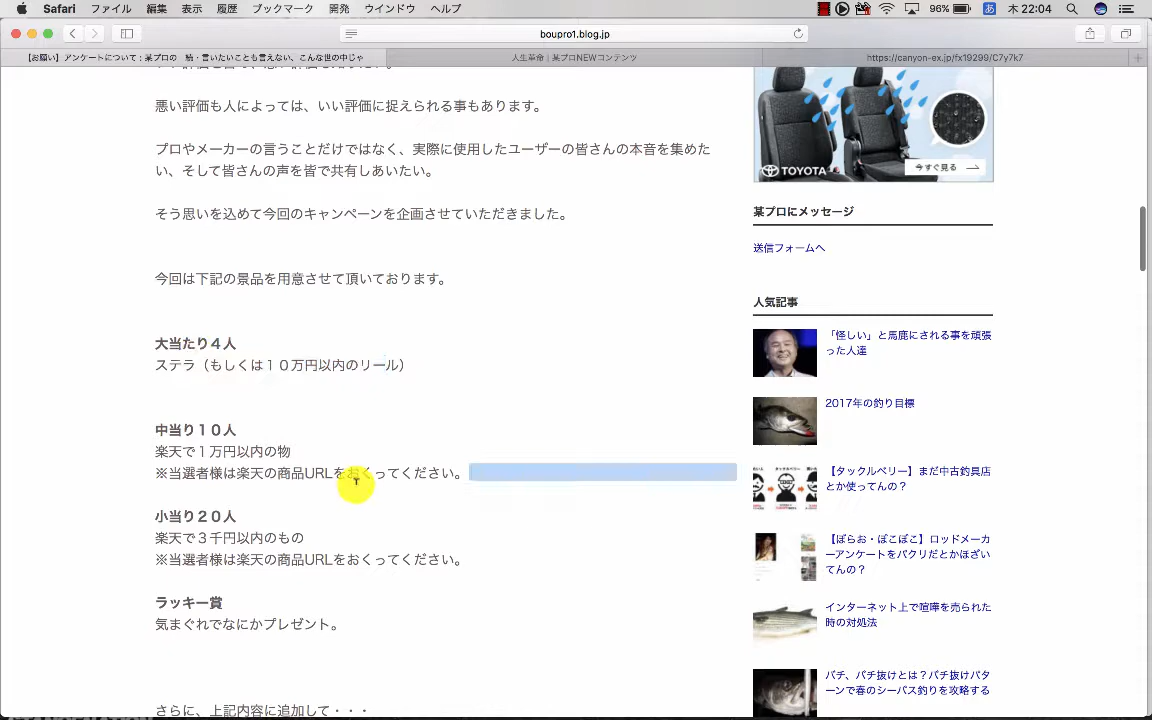 Safari ファイル 編集 表示 履歴 ブックマーク 開発 ウインドウ ヘルプ
96% あ 木 22:04
boupro1.blog.jp
【お願い】アンケートについて : 某プロの 続・言いたいことも言えない、こんな世の中じゃ
人生革命 | 某プロNEWコンテンツ
https://canyon-ex.jp/fx19299/C7y7k7
悪い評価も人によっては、いい評価に捉えられる事もあります。
プロやメーカーの言うことだけではなく、実際に使用したユーザーの皆さんの本音を集めた
い、そして皆さんの声を皆で共有しあいたい。
そう思いを込めて今回のキャンペーンを企画させていただきました。
今回は下記の景品を用意させて頂いております。
大当たり４人
ステラ（もしくは１０万円以内のリール）
中当り１０人
楽天で１万円以内の物
※当選者様は楽天の商品URLをおくってください。
小当り２０人
楽天で３千円以内のもの
※当選者様は楽天の商品URLをおくってください。
ラッキー賞
気まぐれでなにかプレゼント。
さらに、上記内容に追加して・・・
TOYOTA
今すぐ見る
某プロにメッセージ
送信フォームへ
人気記事
「怪しい」と馬鹿にされる事を頑張
った人達
2017年の釣り目標
【タックルベリー】まだ中古釣具店
とか使ってんの？
【ぽらお・ぽこぽこ】ロッドメーカ
ーアンケートをパクリだとかほざい
てんの？
インターネット上で喧嘩を売られた
時の対処法
バチ、バチ抜けとは？バチ抜けパタ
ーンで春のシーバス釣りを攻略する